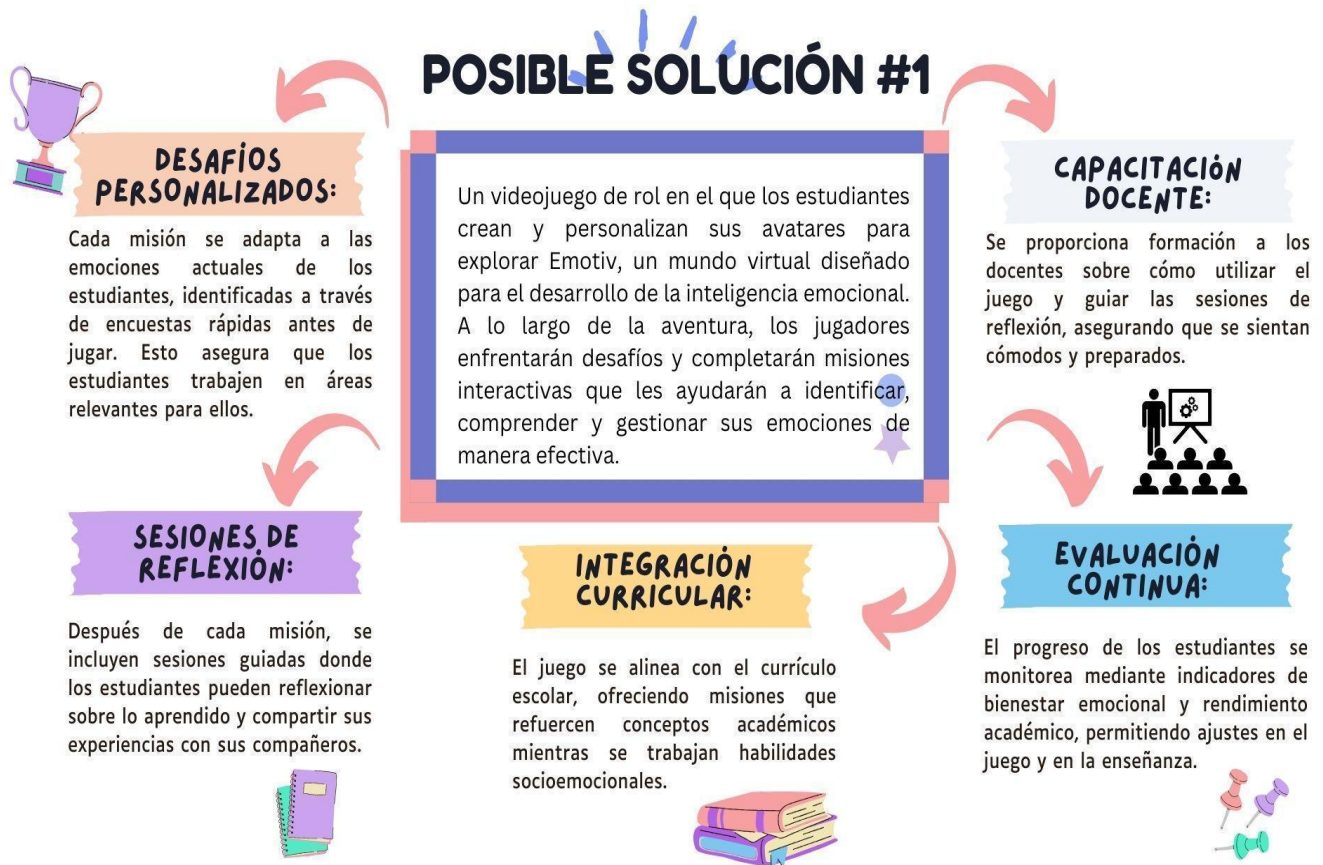 POSIBLE SOLUCIÓN #1
Un videojuego de rol en el que los estudiantes
crean y personalizan sus avatares para
explorar Emotiv, un mundo virtual diseñado
para el desarrollo de la inteligencia emocional.
A lo largo de la aventura, los jugadores
enfrentarán desafíos y completarán misiones
interactivas que les ayudarán a identificar,
comprender y gestionar sus emociones de
manera efectiva.
DESAFÍOS
PERSONALIZADOS:
Cada misión se adapta a las
emociones actuales de los
estudiantes, identificadas a través
de encuestas rápidas antes de
jugar. Esto asegura que los
estudiantes trabajen en áreas
relevantes para ellos.
SESIONES DE
REFLEXIÓN:
Después de cada misión, se
incluyen sesiones guiadas donde
los estudiantes pueden reflexionar
sobre lo aprendido y compartir sus
experiencias con sus compañeros.
INTEGRACIÓN
CURRICULAR:
El juego se alinea con el currículo
escolar, ofreciendo misiones que
refuercen conceptos académicos
mientras se trabajan habilidades
socioemocionales.
CAPACITACIÓN
DOCENTE:
Se proporciona formación a los
docentes sobre cómo utilizar el
juego y guiar las sesiones de
reflexión, asegurando que se sientan
cómodos y preparados.
EVALUACIÓN
CONTINUA:
El progreso de los estudiantes se
monitorea mediante indicadores de
bienestar emocional y rendimiento
académico, permitiendo ajustes en el
juego y en la enseñanza.